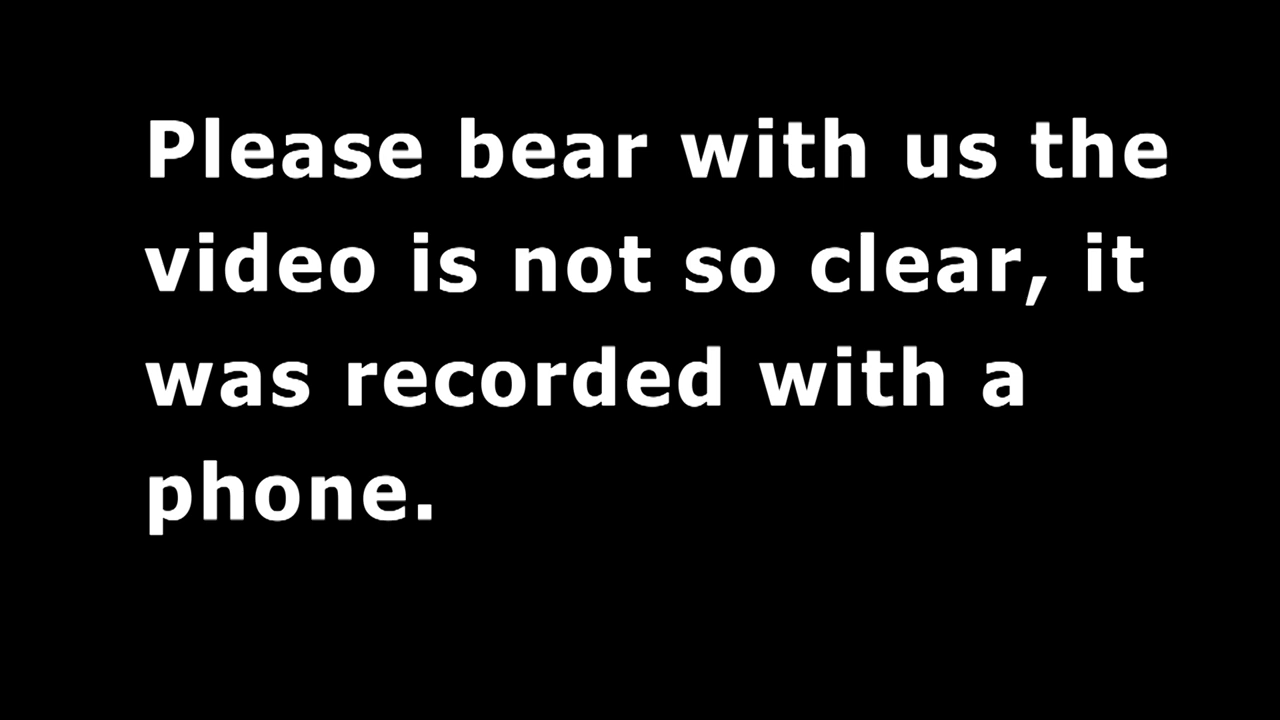 Please bear with us the
video is not so clear, it
was recorded with a
phone.